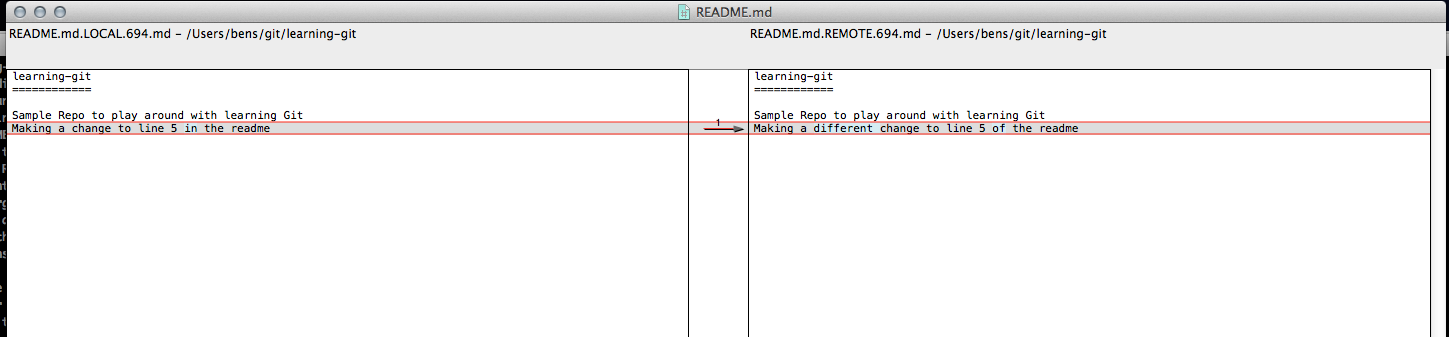 README.md
README.md.LOCAL.694.md – /Users/bens/git/learning-git
README.md.REMOTE.694.md – /Users/bens/git/learning-git
learning-git
============
Sample Repo to play around with learning Git
Making a change to line 5 in the readme
1
learning-git
============
Sample Repo to play around with learning Git
Making a different change to line 5 of the readme